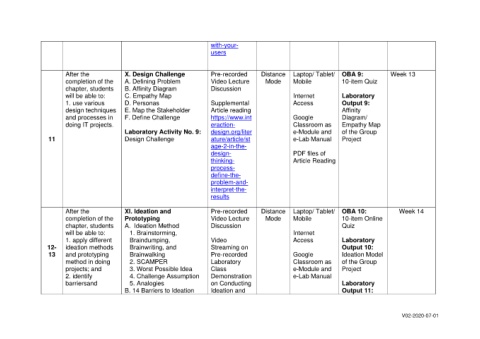 with-your-
users
11
After the
completion of the
chapter, students
will be able to:
1. use various
design techniques
and processes in
doing IT projects.
X. Design Challenge
A. Defining Problem
B. Affinity Diagram
C. Empathy Map
D. Personas
E. Map the Stakeholder
F. Define Challenge
Laboratory Activity No. 9:
Design Challenge
Pre-recorded
Video Lecture
Discussion
Supplemental
Article reading
https://www.int
eraction-
design.org/liter
ature/article/st
age-2-in-the-
design-
thinking-
process-
define-the-
problem-and-
interpret-the-
results
Distance
Mode
Laptop/ Tablet/
Mobile
Internet
Access
Google
Classroom as
e-Module and
e-Lab Manual
PDF files of
Article Reading
OBA 9:
10-item Quiz
Laboratory
Output 9:
Affinity
Diagram/
Empathy Map
of the Group
Project
Week 13
12-
13
After the
completion of the
chapter, students
will be able to:
1. apply different
ideation methods
and prototyping
method in doing
projects; and
2. identify
barriersand
XI. Ideation and
Prototyping
A. Ideation Method
1. Brainstorming,
Braindumping,
Brainwriting, and
Brainwalking
2. SCAMPER
3. Worst Possible Idea
4. Challenge Assumption
5. Analogies
B. 14 Barriers to Ideation
Pre-recorded
Video Lecture
Discussion
Video
Streaming on
Pre-recorded
Laboratory
Class
Demonstration
on Conducting
Ideation and
Distance
Mode
Laptop/ Tablet/
Mobile
Internet
Access
Google
Classroom as
e-Module and
e-Lab Manual
OBA 10:
10-item Online
Quiz
Laboratory
Output 10:
Ideation Model
of the Group
Project
Laboratory
Output 11:
Week 14
V02-2020-07-01